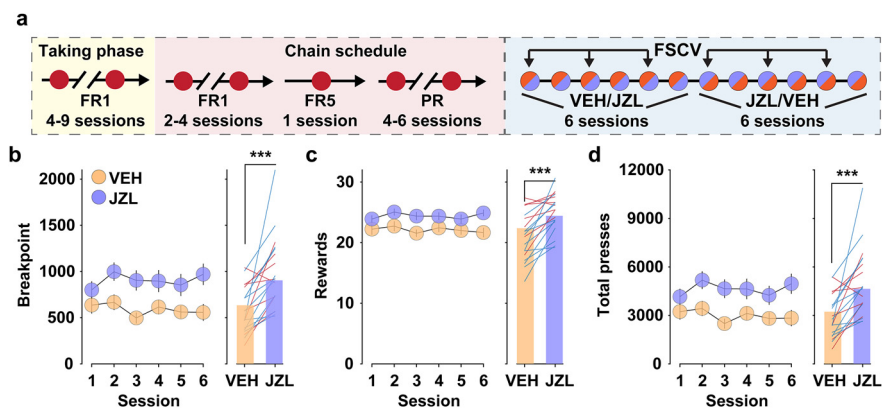 a
Taking phase
FR1
4-9 sessions
Chain schedule
FR1
2-4 sessions
FR5
1 session
PR
4-6 sessions
FSCV
VEH/JZL
6 sessions
JZL/VEH
6 sessions
b
VEH
JZL
***
Breakpoint
2000
1500
1000
500
0
1 2 3 4 5 6
Session
VEH JZL
c
***
Rewards
30
20
10
0
1 2 3 4 5 6
Session
VEH JZL
d
***
Total presses
12000
9000
6000
3000
0
1 2 3 4 5 6
Session
VEH JZL